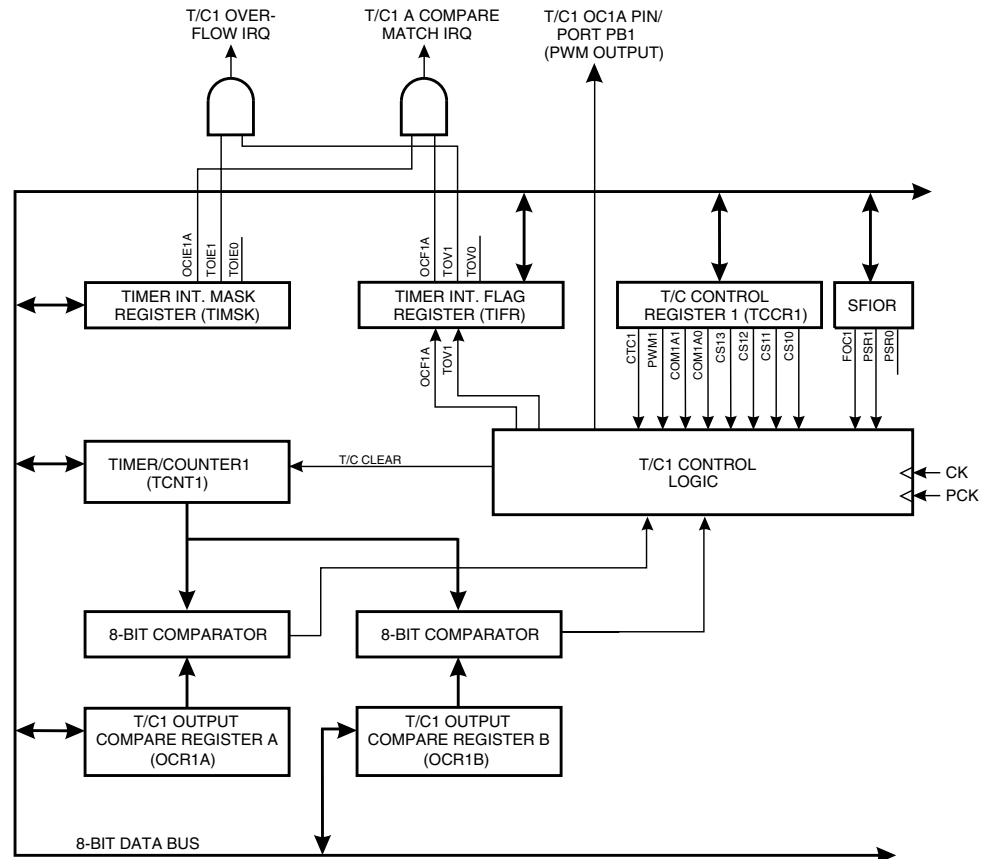 T/C1 OVER-
FLOW IRQ
T/C1 A COMPARE
MATCH IRQ
T/C1 OC1A PIN/
PORT PB1
(PWM OUTPUT)
OCIE1A
TOIE1
TOIE0
OCF1A
TOV1
TOV0
TIMER INT. MASK
REGISTER (TIMSK)
TIMER INT. FLAG
REGISTER (TIFR)
T/C CONTROL
REGISTER 1 (TCCR1)
SFIOR
OCF1A
TOV1
CTC1
PWM1
COM1A1
COM1A0
CS13
CS12
CS11
CS10
FOC1
PSR1
PSR0
TIMER/COUNTER1
(TCNT1)
T/C CLEAR
T/C1 CONTROL
LOGIC
CK
PCK
8-BIT COMPARATOR
8-BIT COMPARATOR
T/C1 OUTPUT
COMPARE REGISTER A
(OCR1A)
T/C1 OUTPUT
COMPARE REGISTER B
(OCR1B)
8-BIT DATA BUS